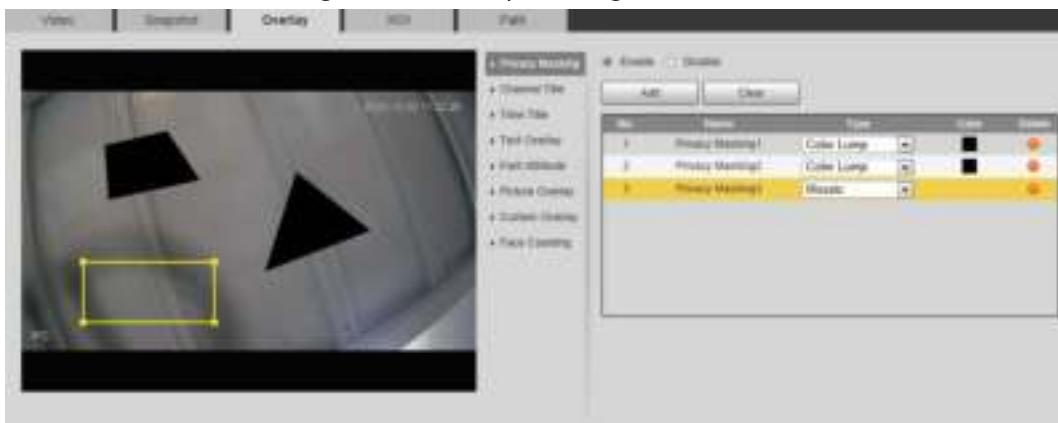 Video Snapshot Overlay ROI Path
Privacy Masking
Channel Title
Time Title
Text Overlay
Font Attribute
Picture Overlay
Custom Overlay
Face Counting
Enable Disable
Add Clear
No. Name Type Color Delete
1 Privacy Masking1 Color Lump
2 Privacy Masking2 Color Lump
3 Privacy Masking3 Mosaic